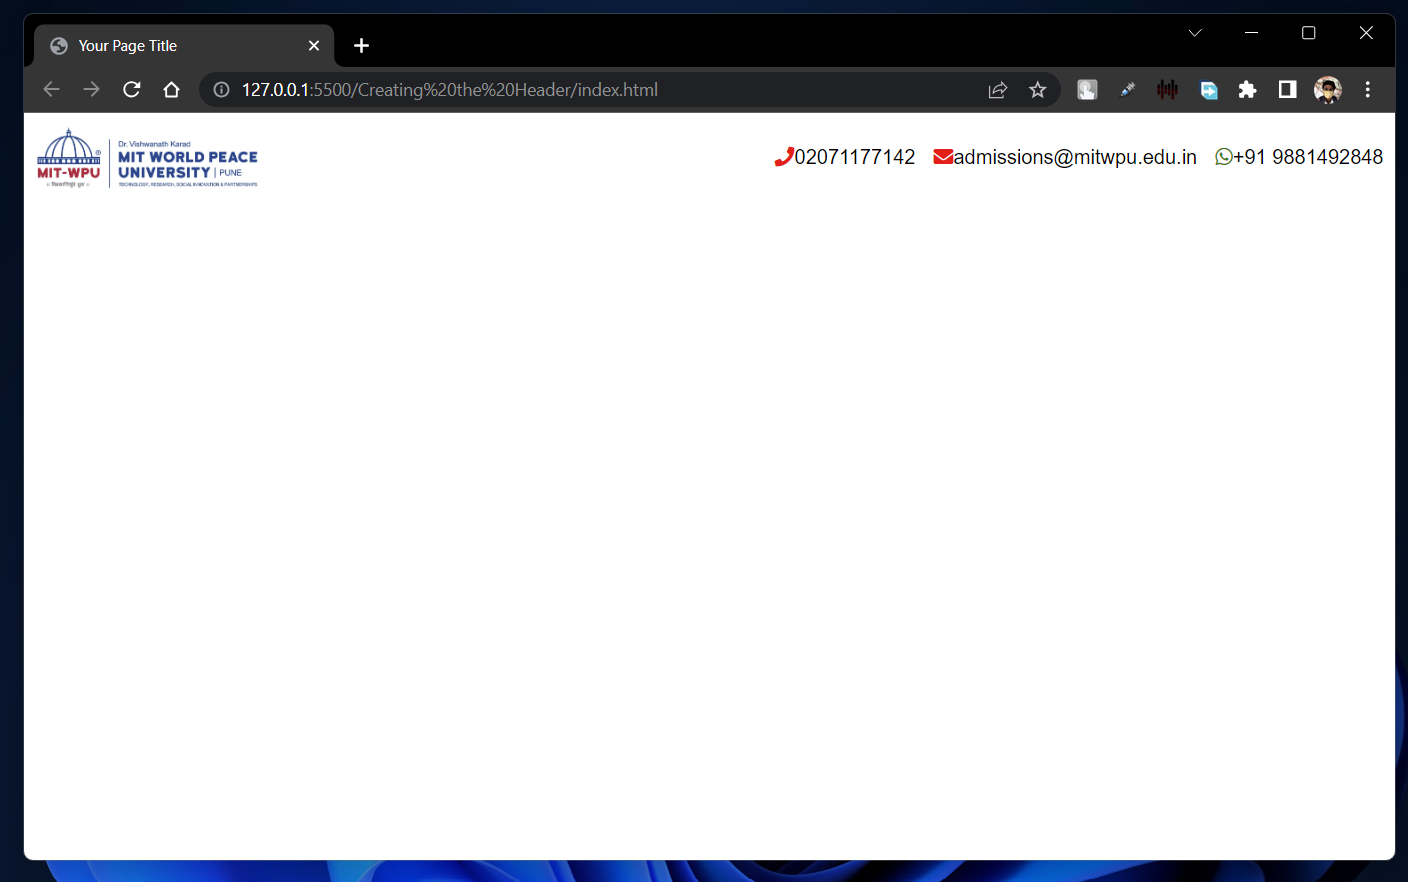 Your Page Title
127.0.0.1:5500/Creating%20the%20Header/index.html
Dr. Vishwanath Karad
MIT WORLD PEACE
UNIVERSITY | PUNE
TECHNOLOGY, RESEARCH, SOCIAL INNOVATION & PARTNERSHIPS
MIT-WPU
02071177142 admissions@mitwpu.edu.in +91 9881492848